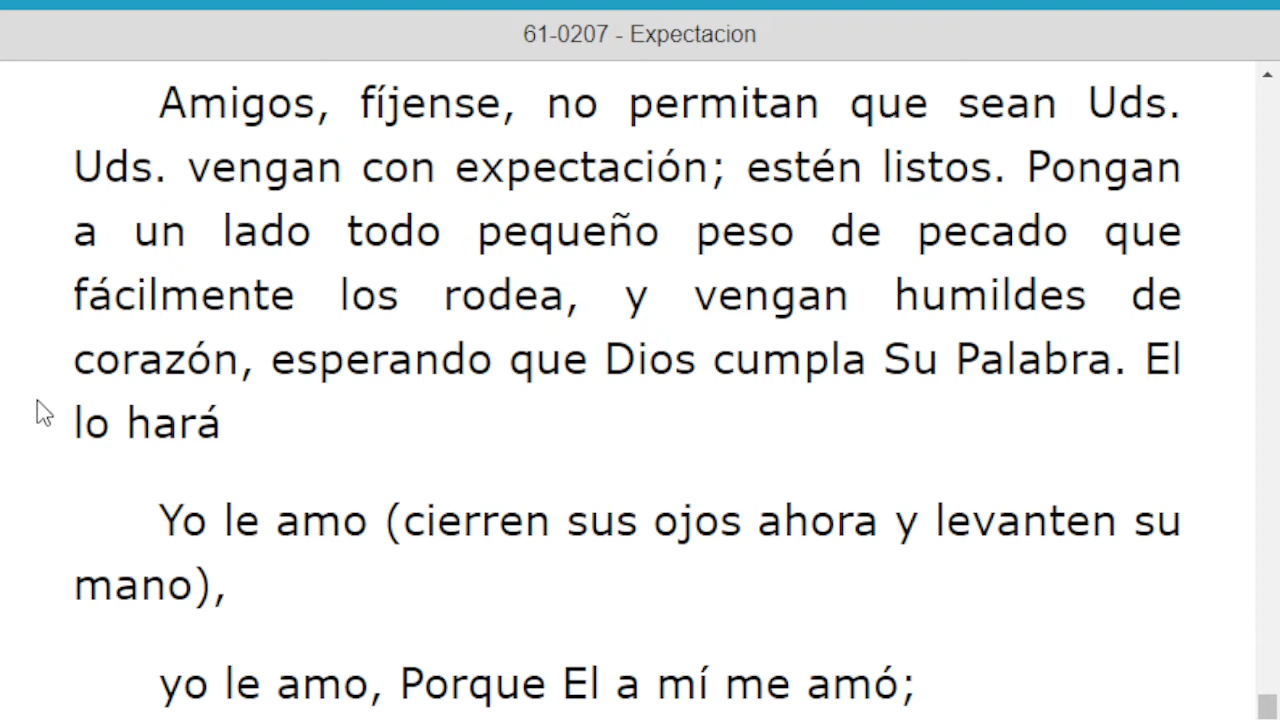 61-0207 - Expectacion
Amigos, fíjense, no permitan que sean Uds.
Uds. vengan con expectación; estén listos. Pongan
a un lado todo pequeño peso de pecado que
fácilmente los rodea, y vengan humildes de
corazón, esperando que Dios cumpla Su Palabra. El
lo hará
Yo le amo (cierren sus ojos ahora y levanten su
mano),
yo le amo, Porque El a mí me amó;